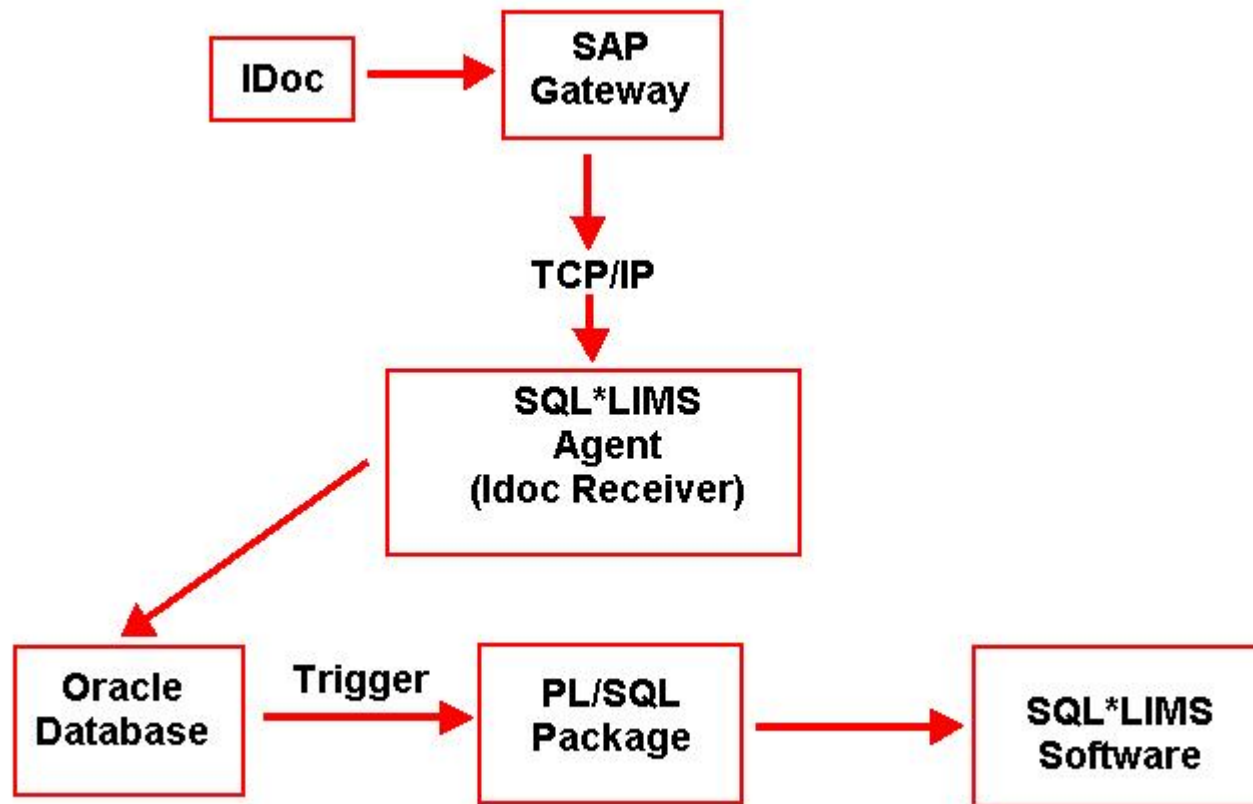 IDoc
SAP
Gateway
TCP/IP
SQL*LIMS
Agent
(Idoc Receiver)
Oracle
Database
Trigger
PL/SQL
Package
SQL*LIMS
Software